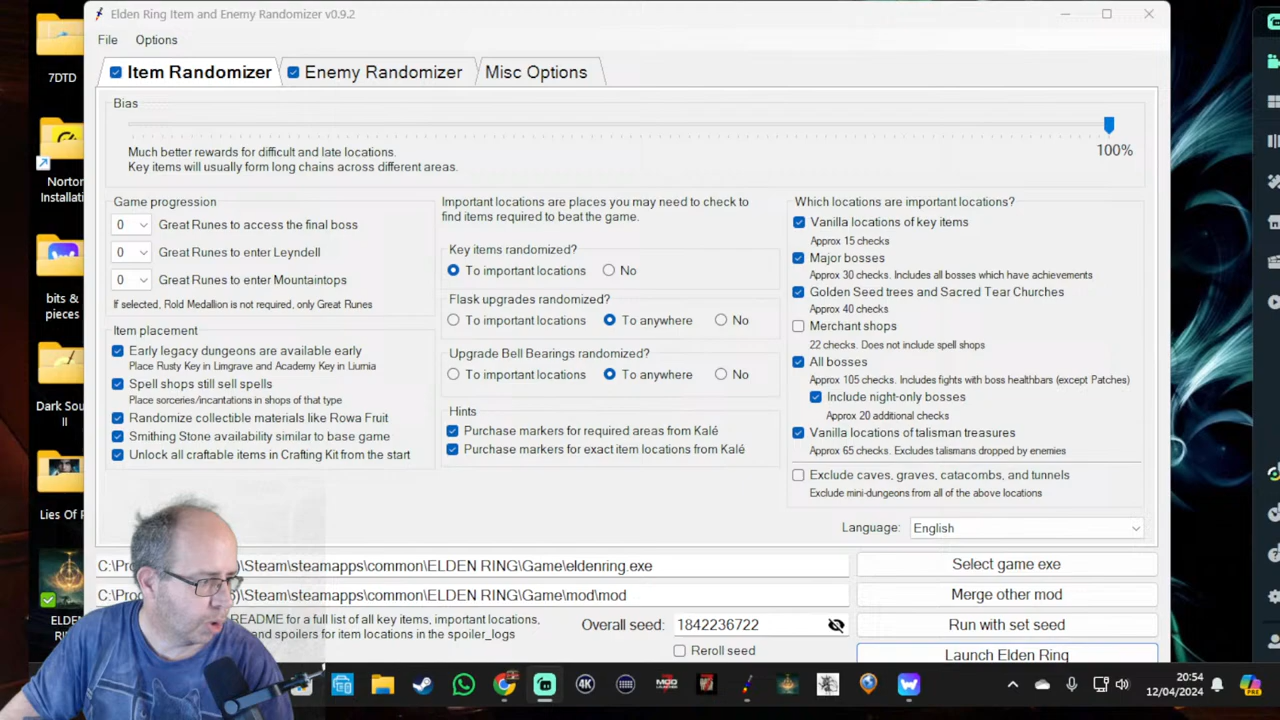 Elden Ring Item and Enemy Randomizer v0.9.2
File Options
Item Randomizer Enemy Randomizer Misc Options
Bias
Much better rewards for difficult and late locations.
Key items will usually form long chains across different areas.
100%
Game progression
0 Great Runes to access the final boss
0 Great Runes to enter Leyndell
0 Great Runes to enter Mountaintops
If selected, Rold Medallion is not required, only Great Runes
Item placement
Early legacy dungeons are available early
Place Rusty Key in Limgrave and Academy Key in Liurnia
Spell shops still sell spells
Place sorceries/incantations in shops of that type
Randomize collectible materials like Rowa Fruit
Smithing Stone availability similar to base game
Unlock all craftable items in Crafting Kit from the start
Important locations are places you may need to check to
find items required to beat the game.
Key items randomized?
To important locations No
Flask upgrades randomized?
To important locations To anywhere No
Upgrade Bell Bearings randomized?
To important locations To anywhere No
Hints
Purchase markers for required areas from Kalé
Purchase markers for exact item locations from Kalé
Which locations are important locations?
Vanilla locations of key items
Approx 15 checks
Major bosses
Approx 30 checks. Includes all bosses which have achievements
Golden Seed trees and Sacred Tear Churches
Approx 40 checks
Merchant shops
22 checks. Does not include spell shops
All bosses
Approx 105 checks. Includes fights with boss healthbars (except Patches)
Include night-only bosses
Approx 20 additional checks
Vanilla locations of talisman treasures
Approx 65 checks. Excludes talismans dropped by enemies
Exclude caves, graves, catacombs, and tunnels
Exclude mini-dungeons from all of the above locations
Language: English
C:\Pro )\Steam\steamapps\common\ELDEN RING\Game\eldenring.exe
Select game exe
C:\Pro 6)\Steam\steamapps\common\ELDEN RING\Game\mod\mod
Merge other mod
README for a full list of all key items, important locations,
and spoilers for item locations in the spoiler_logs
Overall seed: 1842236722
Run with set seed
Reroll seed
Launch Elden Ring
7DTD
Norton
Installati...
bits &
pieces
Dark Sou...
II
Lies Of P
ELDE
RIN
4K
MOD
20:54
12/04/2024
PRE